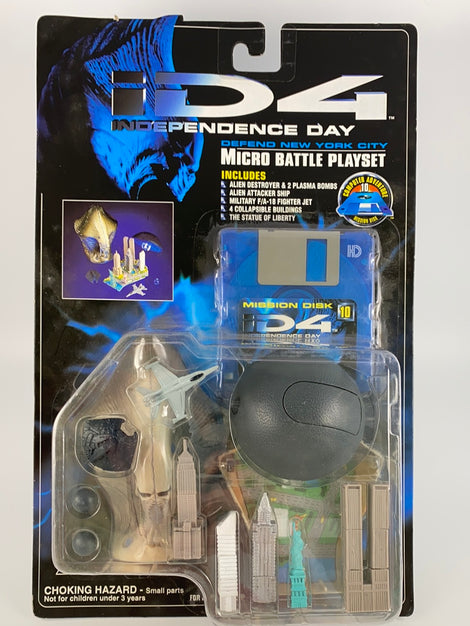 iD4™
INDEPENDENCE DAY
DEFEND NEW YORK CITY
MICRO BATTLE PLAYSET
INCLUDES
▲ ALIEN DESTROYER & 2 PLASMA BOMBS
▲ ALIEN ATTACKER SHIP
▲ MILITARY F/A-18 FIGHTER JET
▲ 4 COLLAPSIBLE BUILDINGS
▲ THE STATUE OF LIBERTY
COMPUTER ADVENTURE
10
MISSION DISK
HD
MISSION DISK 10
iD4
INDEPENDENCE DAY
CHOKING HAZARD - Small parts
Not for children under 3 years
FOR